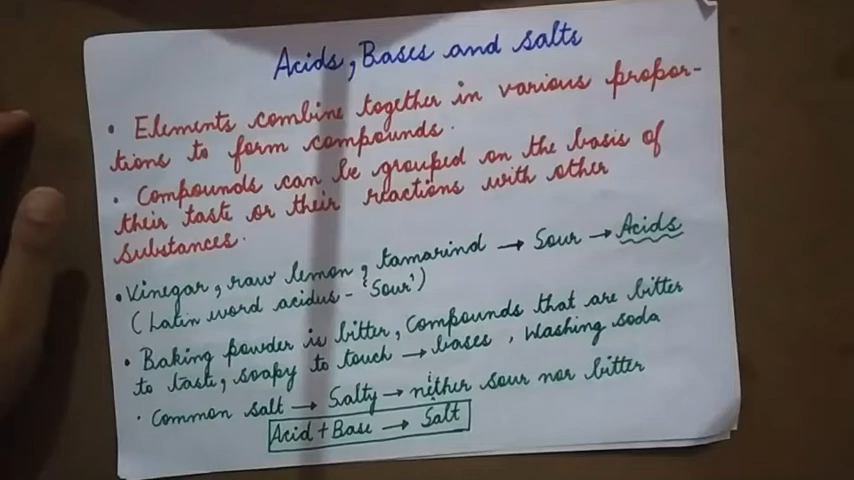 Acids, Bases and salts
• Elements combine together in various propor-
tions to form compounds.
• Compounds can be grouped on the basis of
their taste or their reactions with other
substances.
• Vinegar, raw lemon, tamarind → Sour → Acids
(Latin word acidus - 'Sour')
• Baking powder is bitter, Compounds that are bitter
to taste, soapy to touch → bases, Washing soda
• Common salt → Salty → niether sour nor bitter
Acid + Base → Salt